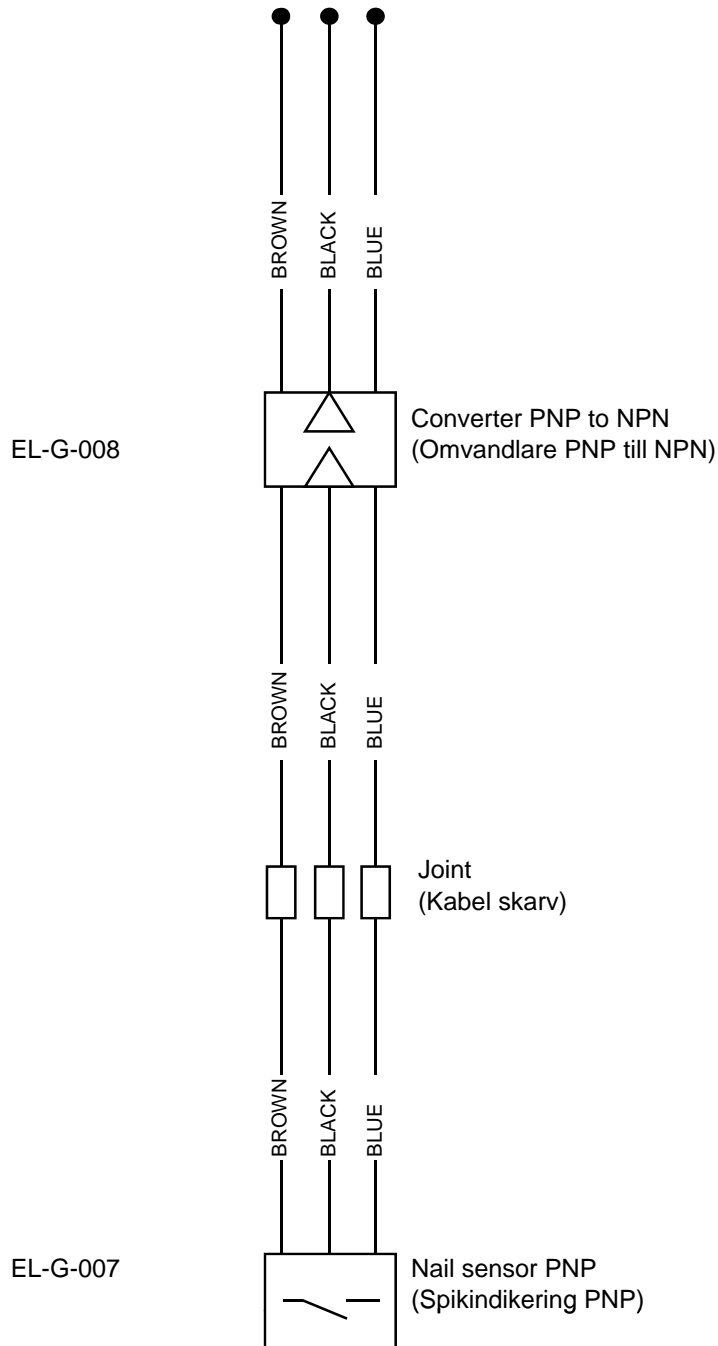 BROWN
BLACK
BLUE
EL-G-008
Converter PNP to NPN
(Omvandlare PNP till NPN)
BROWN
BLACK
BLUE
Joint
(Kabel skarv)
BROWN
BLACK
BLUE
EL-G-007
Nail sensor PNP
(Spikindikering PNP)